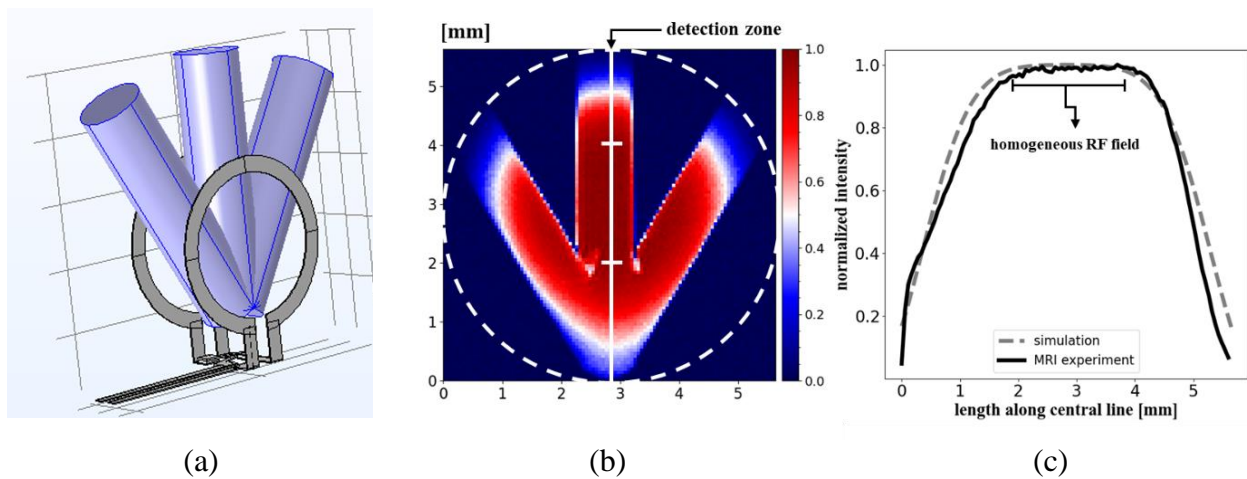 [mm]
detection zone
5
4
3
2
1
0
0 1 2 3 4 5
1.0
0.8
0.6
0.4
0.2
0.0
normalized intensity
1.0
0.8
0.6
0.4
0.2
homogeneous RF field
simulation
MRI experiment
0 1 2 3 4 5
length along central line [mm]
(a) (b) (c)